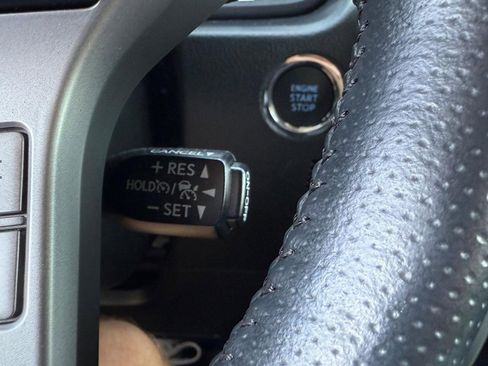 ENGINE
START
STOP
CANCEL
+ RES ▲
HOLD / ◄
− SET ▼
ON-OFF